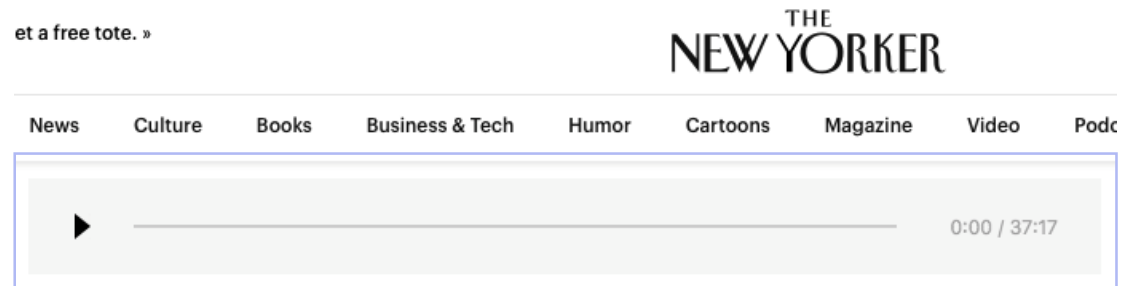 et a free tote. »
THE
NEW YORKER
News Culture Books Business & Tech Humor Cartoons Magazine Video Podc
0:00 / 37:17